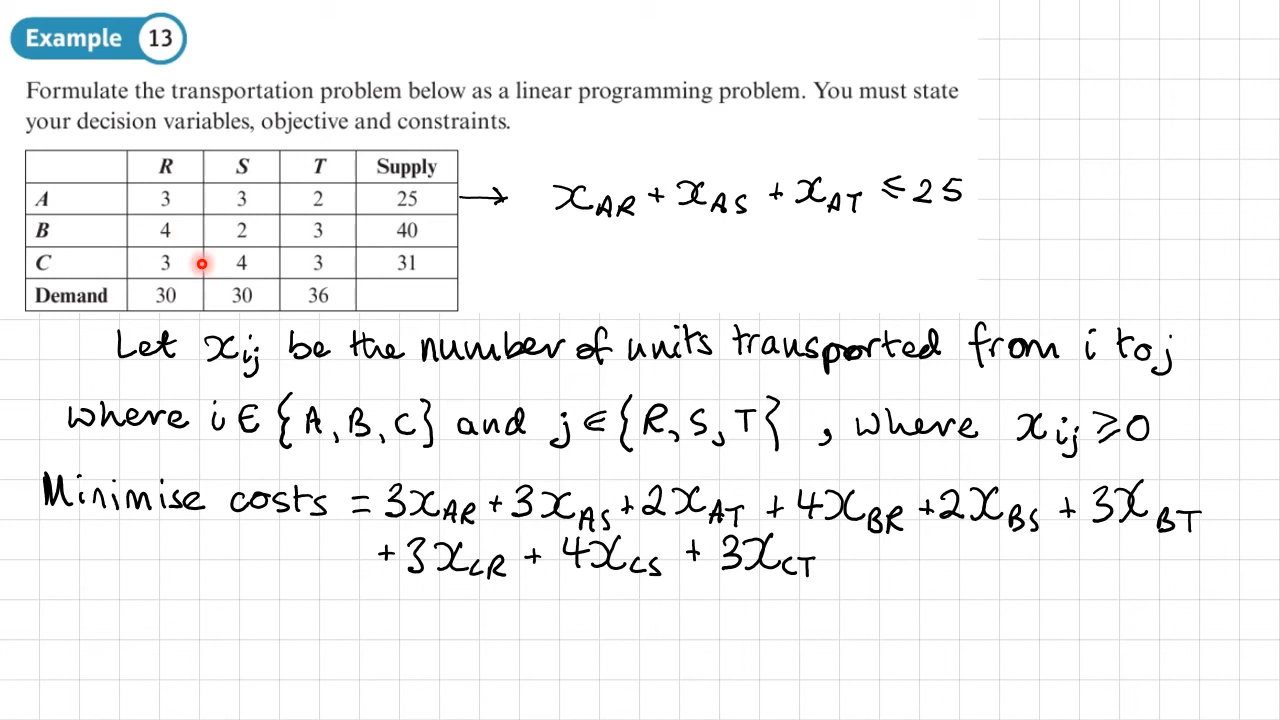 Example 13
Formulate the transportation problem below as a linear programming problem. You must state
your decision variables, objective and constraints.
R S T Supply
A 3 3 2 25 → x_AR + x_AS + x_AT ≤ 25
B 4 2 3 40
C 3 4 3 31
Demand 30 30 36
Let x_ij be the number of units transported from i to j
where i ∈ {A, B, C} and j ∈ {R, S, T}, where x_ij ≥ 0
Minimise costs = 3x_AR + 3x_AS + 2x_AT + 4x_BR + 2x_BS + 3x_BT
+ 3x_CR + 4x_CS + 3x_CT